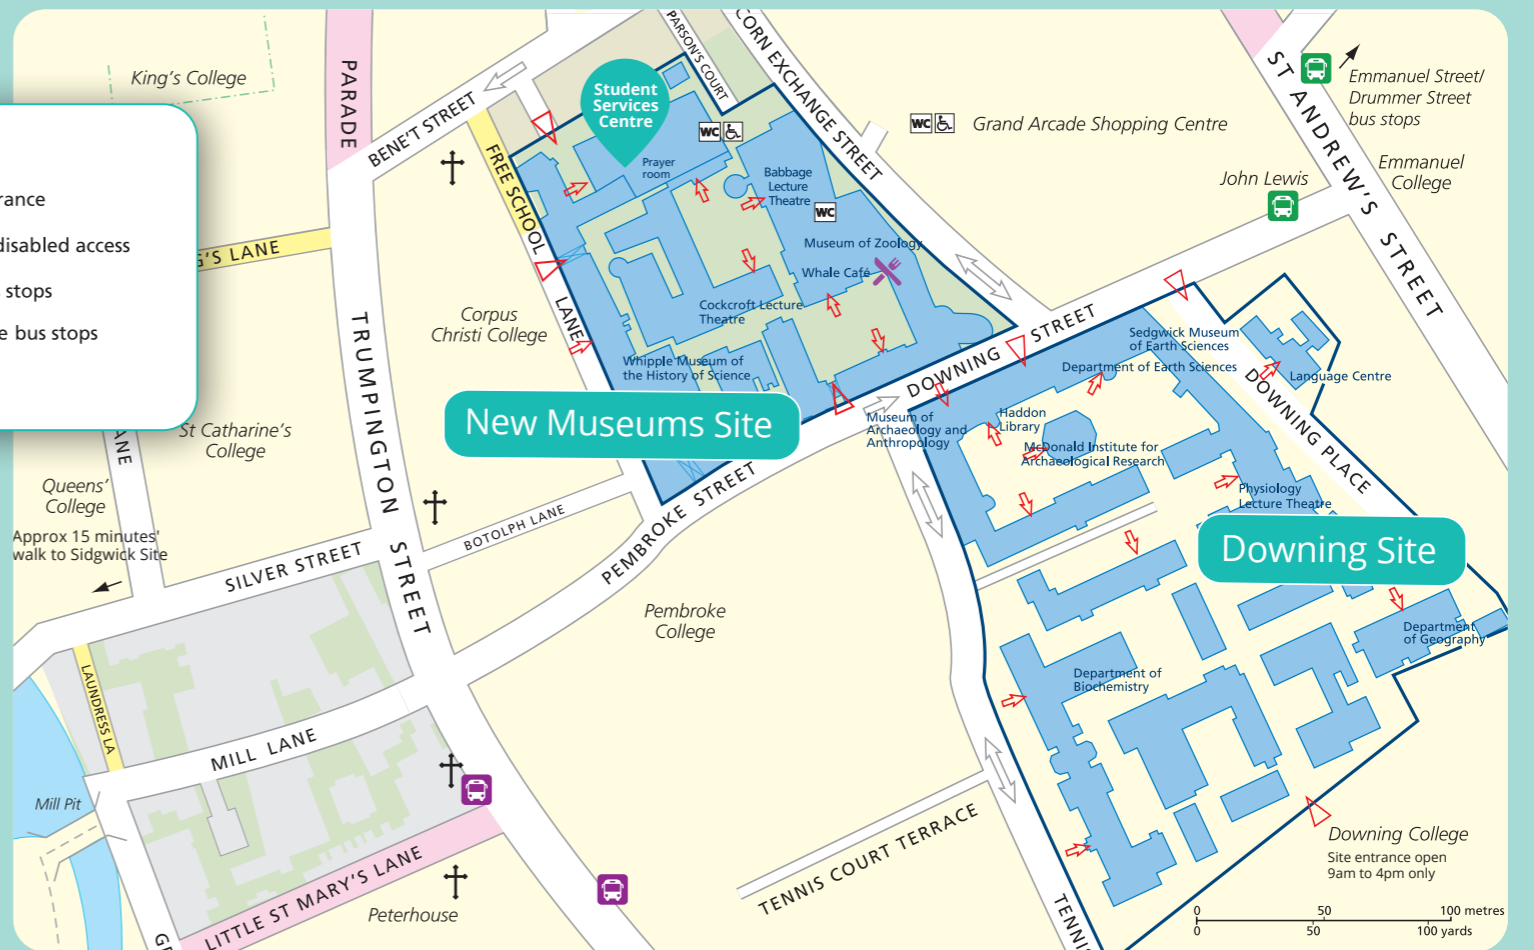 King's College
PARADE
BENE'T STREET
FREE SCHOOL
LANE
PARSON'S COURT
CORN EXCHANGE STREET
Student
Services
Centre
WC
Prayer
room
Babbage
Lecture
Theatre
WC
Museum of Zoology
Whale Café
Cockcroft Lecture
Theatre
Whipple Museum of
the History of Science
New Museums Site
WC
Grand Arcade Shopping Centre
ST ANDREW'S STREET
Emmanuel Street/
Drummer Street
bus stops
Emmanuel
College
John Lewis
rance
disabled access
stops
e bus stops
G'S LANE
TRUMPINGTON STREET
Corpus
Christi College
St Catharine's
College
ANE
Queens'
College
Approx 15 minutes'
walk to Sidgwick Site
SILVER STREET
BOTOLPH LANE
PEMBROKE STREET
DOWNING STREET
Sedgwick Museum
of Earth Sciences
Department of Earth Sciences
Language Centre
DOWNING PLACE
Museum of
Archaeology and
Anthropology
Haddon
Library
McDonald Institute for
Archaeological Research
Physiology
Lecture Theatre
Downing Site
Department
of Geography
Department of
Biochemistry
Pembroke
College
LAUNDRESS LA
MILL LANE
Mill Pit
LITTLE ST MARY'S LANE
Peterhouse
GR
TENNIS COURT TERRACE
TENNIS
Downing College
Site entrance open
9am to 4pm only
0 50 100 metres
0 50 100 yards